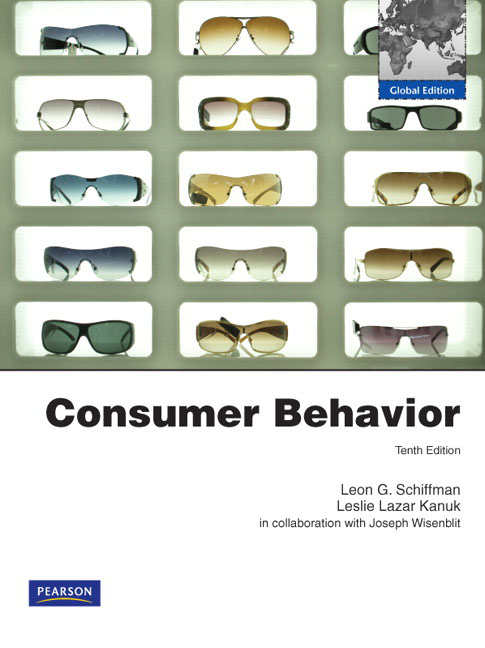 Global Edition
Consumer Behavior
Tenth Edition
Leon G. Schiffman
Leslie Lazar Kanuk
in collaboration with Joseph Wisenblit
PEARSON